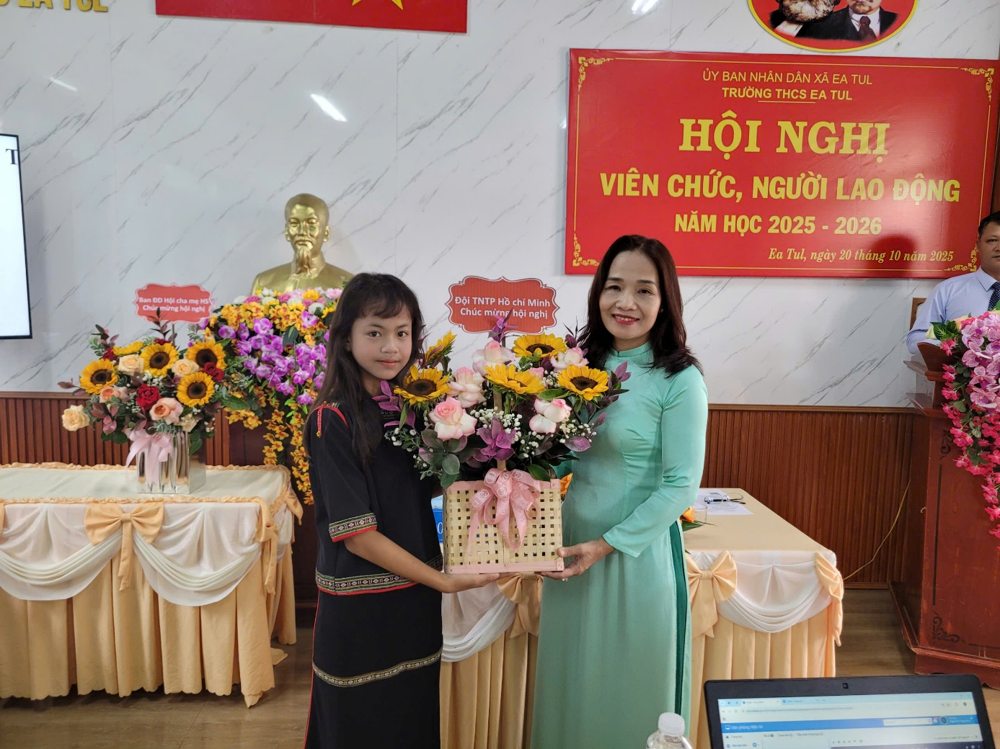 EA TUL
T
ỦY BAN NHÂN DÂN XÃ EA TUL
TRƯỜNG THCS EA TUL
HỘI NGHỊ
VIÊN CHỨC, NGƯỜI LAO ĐỘNG
NĂM HỌC 2025 - 2026
Ea Tul, ngày 20 tháng 10 năm 2025
Ban ĐD Hội cha mẹ HS
Chúc mừng hội nghị
Đội TNTP Hồ chí Minh
Chúc mừng hội nghị